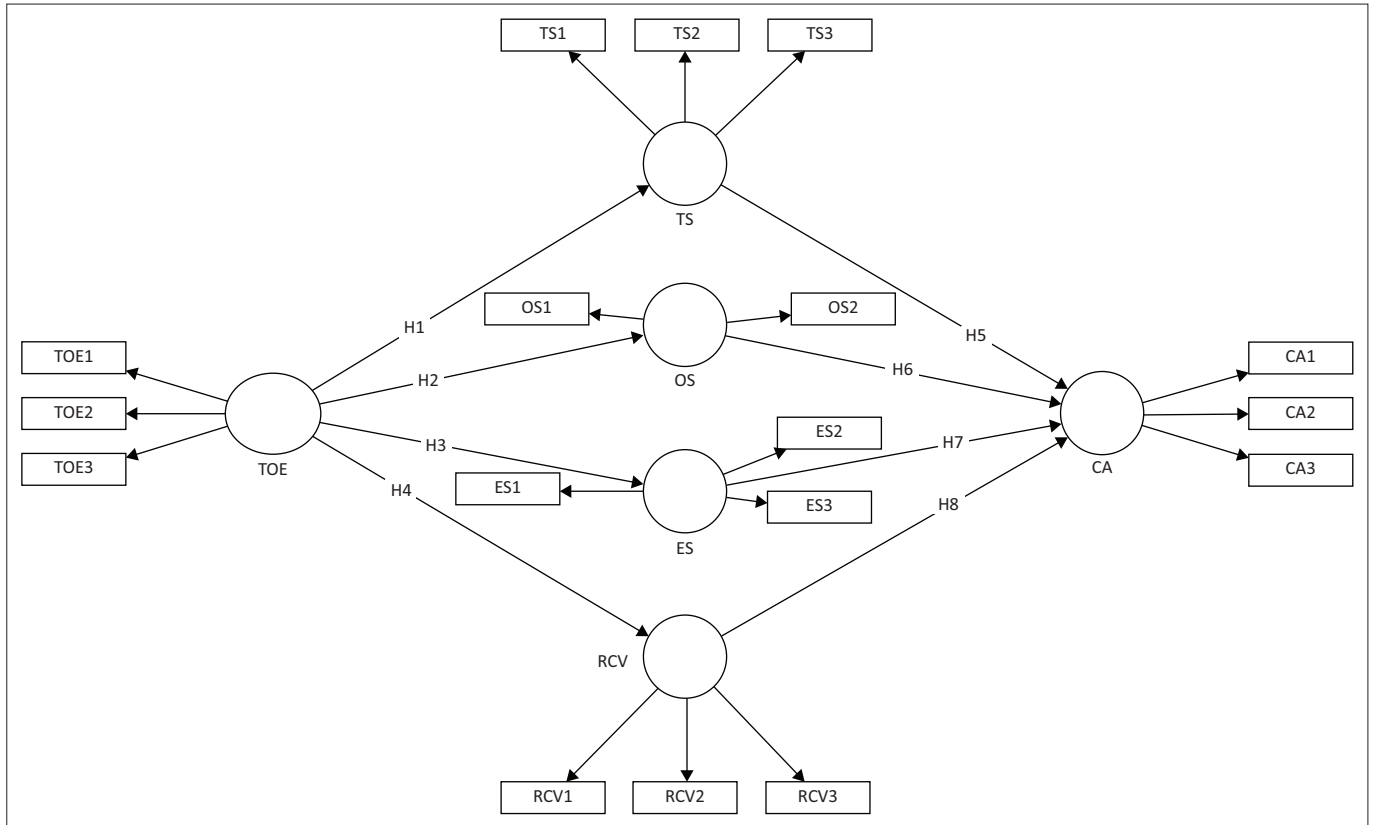 TS1
TS2
TS3
TS
H1
H5
OS1
OS2
OS
H2
H6
TOE1
TOE2
TOE3
TOE
CA1
CA2
CA3
CA
H3
H7
ES1
ES2
ES3
ES
H4
H8
RCV
RCV1
RCV2
RCV3